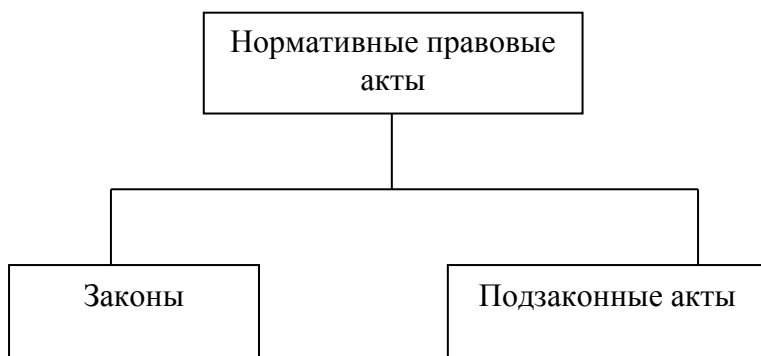 Нормативные правовые
акты
Законы
Подзаконные акты